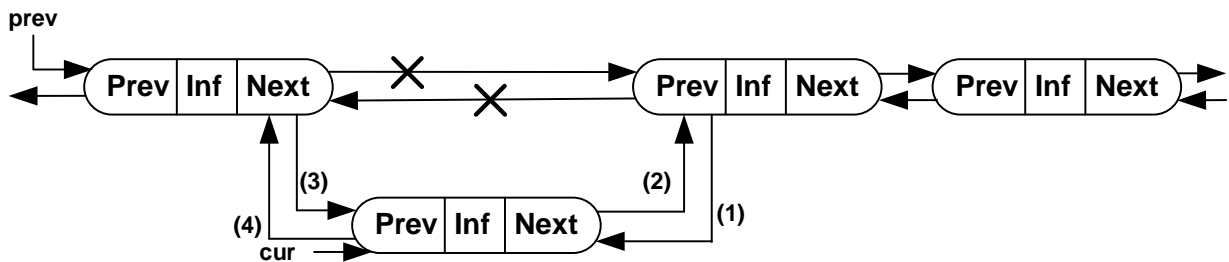 prev
Prev Inf Next
Prev Inf Next
Prev Inf Next
(3)
(2)
(1)
(4)
Prev Inf Next
cur